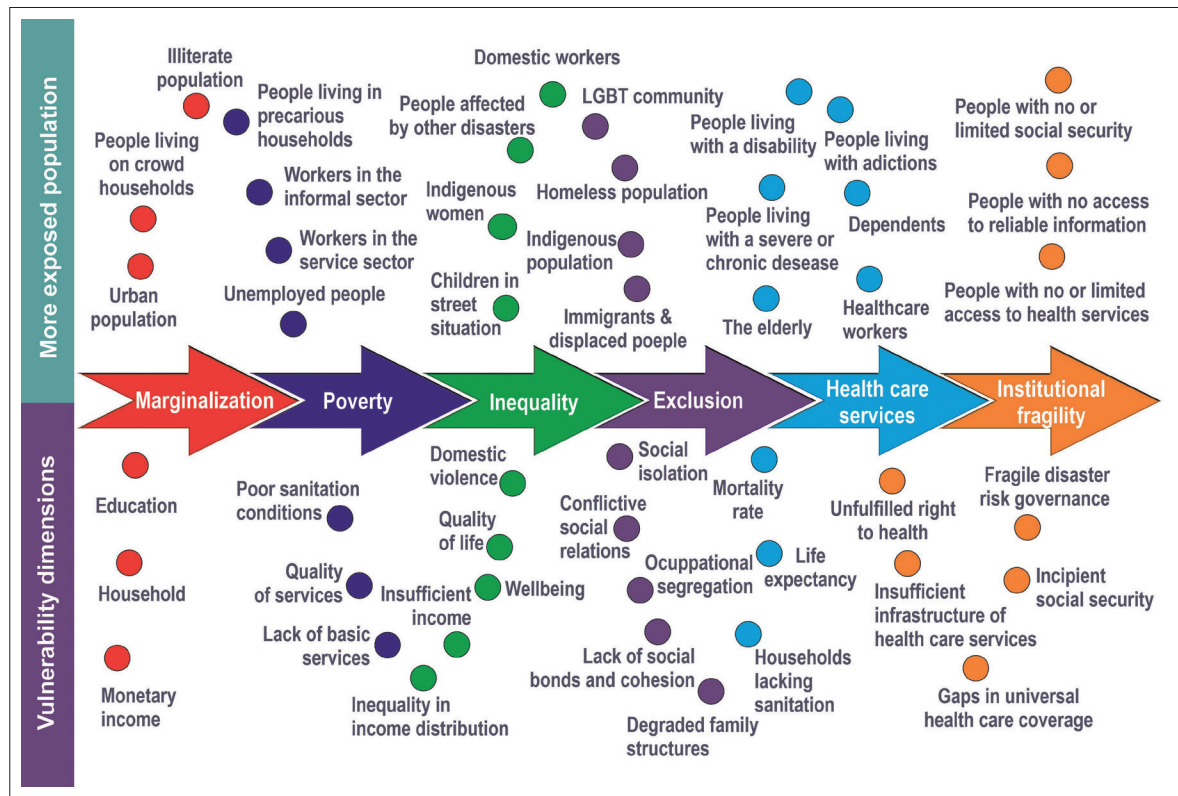 More exposed population
Illiterate
population
People living
on crowd
households
Urban
population
People living in
precarious
households
Workers in the
informal sector
Workers in the
service sector
Unemployed people
Domestic workers
People affected
by other disasters
Indigenous
women
Children in
street
situation
LGBT community
Homeless population
Indigenous
population
Immigrants &
displaced poeple
People living
with a disability
People living
with a severe or
chronic desease
The elderly
People living
with adictions
Dependents
Healthcare
workers
People with no or
limited social security
People with no access
to reliable information
People with no or limited
access to health services
Marginalization
Poverty
Inequality
Exclusion
Health care
services
Institutional
fragility
Vulnerability dimensions
Education
Household
Monetary
income
Poor sanitation
conditions
Quality
of services
Lack of basic
services
Domestic
violence
Quality
of life
Wellbeing
Insufficient
income
Inequality in
income distribution
Social
isolation
Conflictive
social
relations
Ocupational
segregation
Lack of social
bonds and cohesion
Degraded family
structures
Mortality
rate
Life
expectancy
Households
lacking
sanitation
Unfulfilled right
to health
Insufficient
infrastructure of
health care services
Gaps in universal
health care coverage
Fragile disaster
risk governance
Incipient
social security